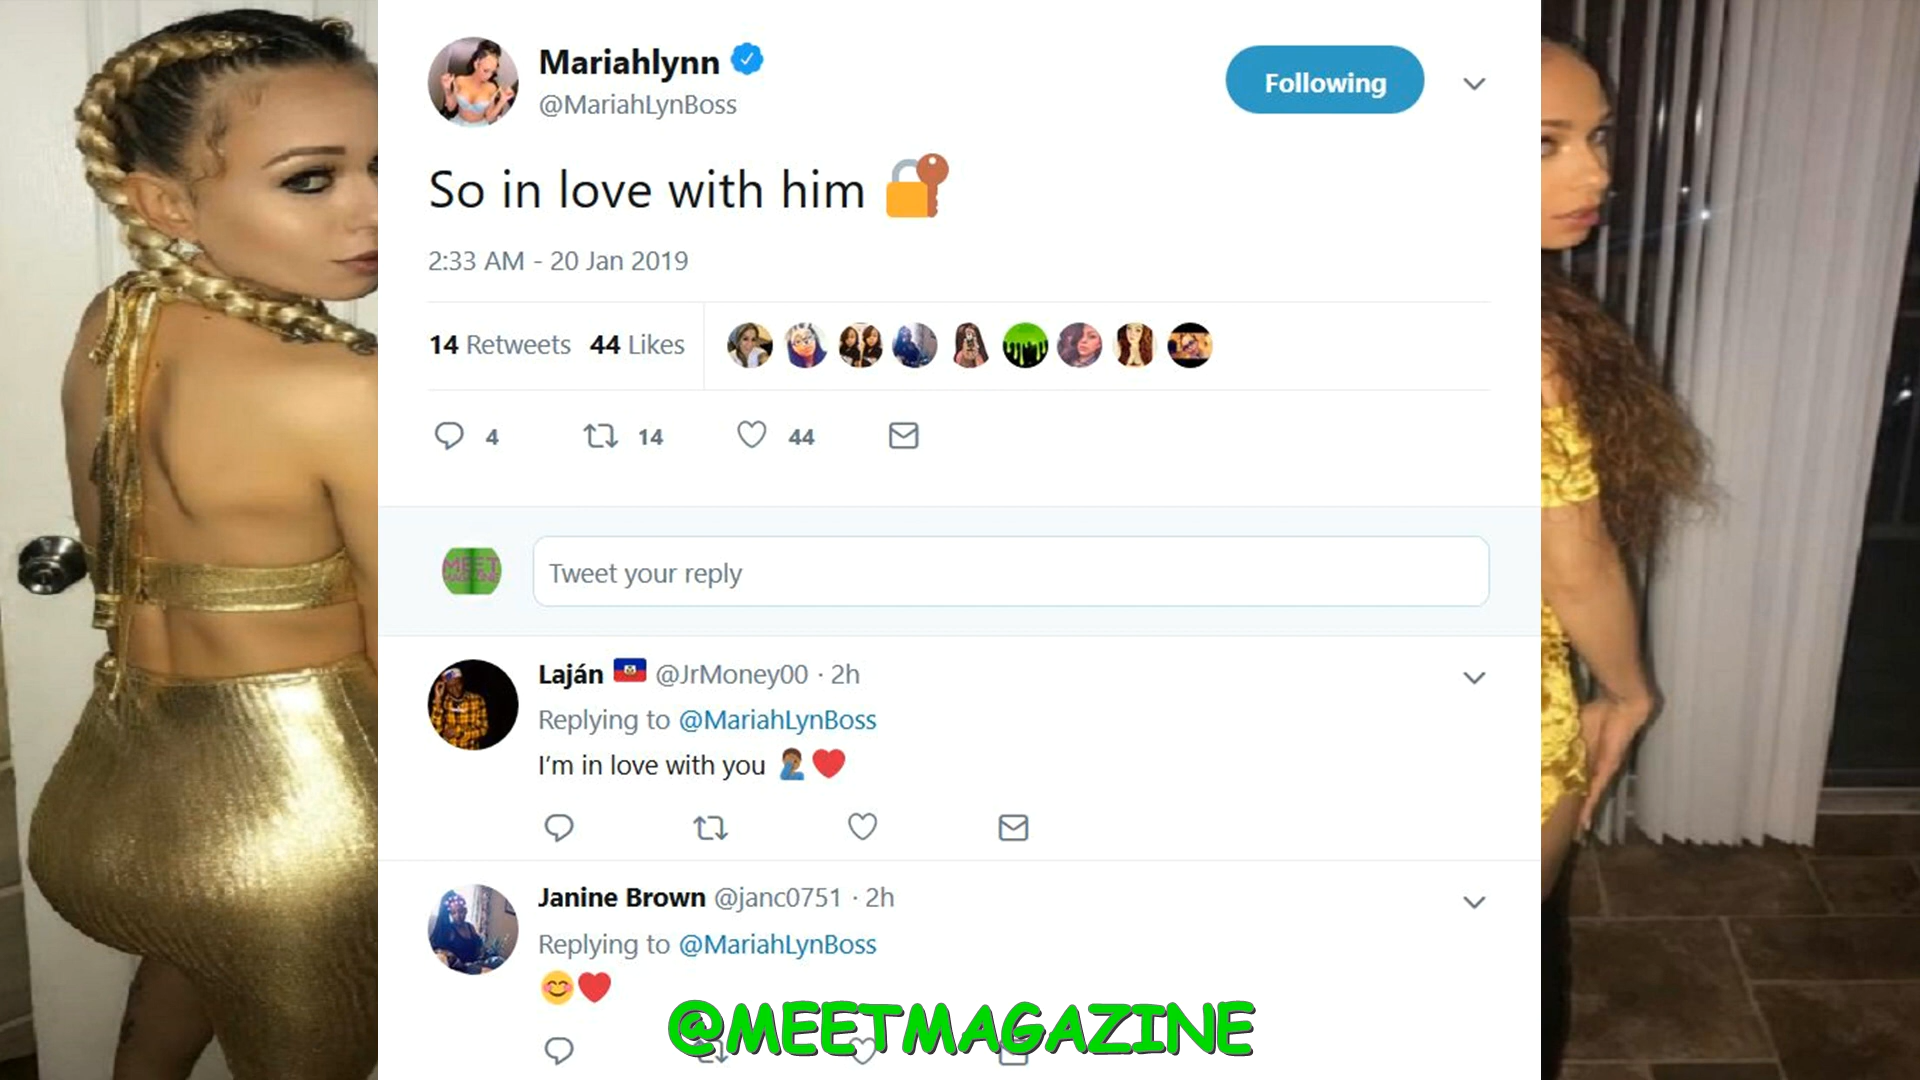 Mariahlynn
@MariahLynBoss
Following
So in love with him 🔐
2:33 AM - 20 Jan 2019
14 Retweets 44 Likes
4 14 44
MEET
MAGAZINE
Tweet your reply
Laján 🇭🇹 @JrMoney00 · 2h
Replying to @MariahLynBoss
I'm in love with you 🤦🏾‍♂️❤️
Janine Brown @janc0751 · 2h
Replying to @MariahLynBoss
😊❤️
@MEETMAGAZINE